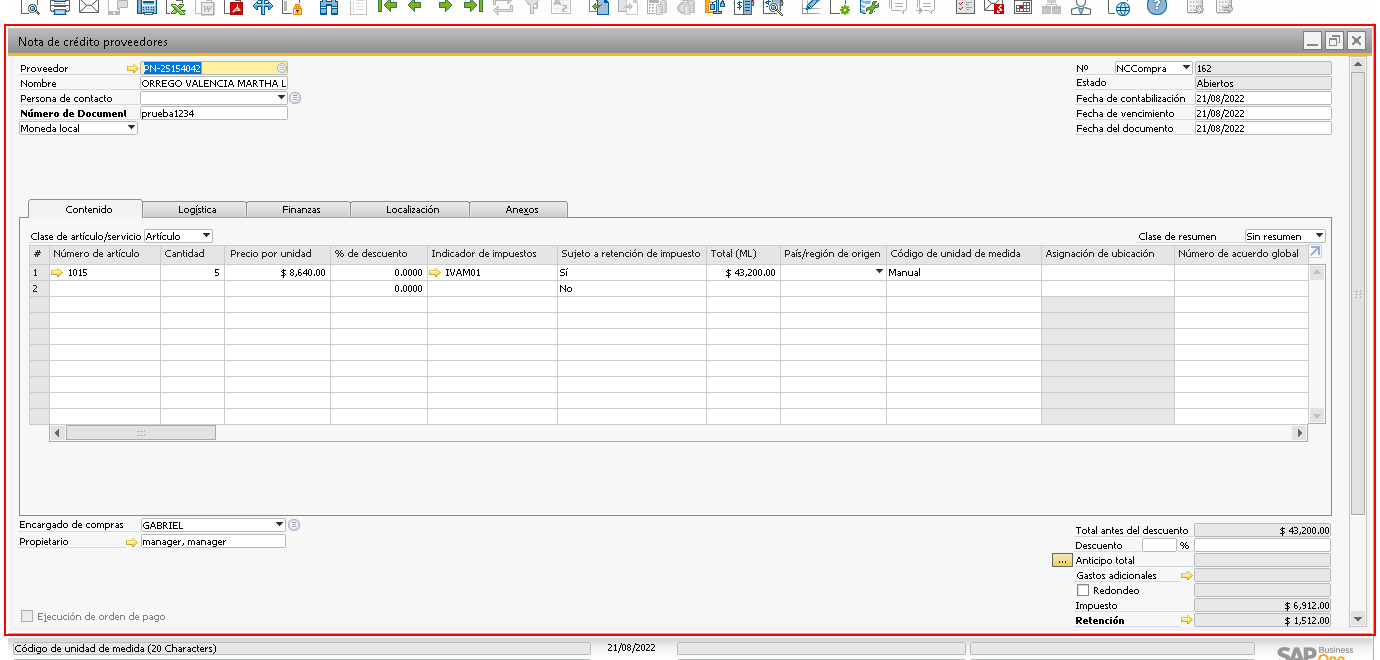 Nota de crédito proveedores
Proveedor PN-25154042 Nº NCCompra 162
Nombre ORREGO VALENCIA MARTHA L Estado Abiertos
Persona de contacto Fecha de contabilización 21/08/2022
Número de Document prueba1234 Fecha de vencimiento 21/08/2022
Moneda local Fecha del documento 21/08/2022
Contenido Logística Finanzas Localización Anexos
Clase de artículo/servicio Artículo Clase de resumen Sin resumen
# Número de artículo Cantidad Precio por unidad % de descuento Indicador de impuestos Sujeto a retención de impuesto Total (ML) País/región de origen Código de unidad de medida Asignación de ubicación Número de acuerdo global
1 1015 5 $ 8,640.00 0.0000 IVAM01 Sí $ 43,200.00 Manual
2 0.0000 No
Encargado de compras GABRIEL
Propietario manager, manager
Total antes del descuento $ 43,200.00
Descuento %
... Anticipo total
Gastos adicionales
Redondeo
Impuesto $ 6,912.00
Ejecución de orden de pago
Retención $ 1,512.00
Código de unidad de medida (20 Characters) 21/08/2022
SAP Business One